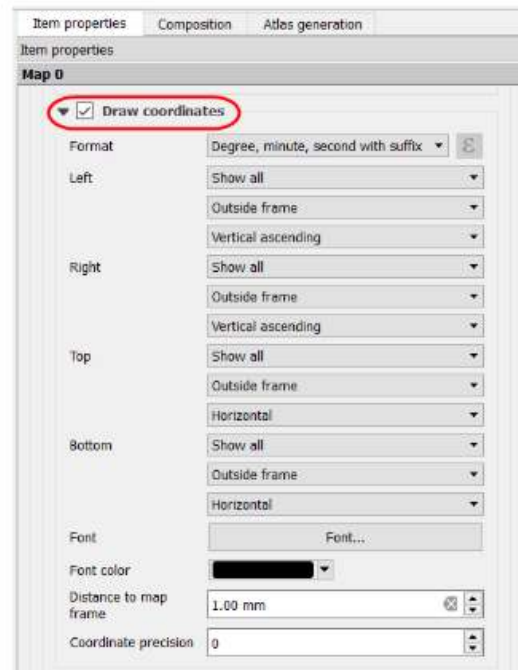 Item properties Composition Atlas generation
Item properties
Map 0
Draw coordinates
Format Degree, minute, second with suffix ε
Left Show all
Outside frame
Vertical ascending
Right Show all
Outside frame
Vertical ascending
Top Show all
Outside frame
Horizontal
Bottom Show all
Outside frame
Horizontal
Font Font...
Font color
Distance to map
frame 1.00 mm
Coordinate precision 0